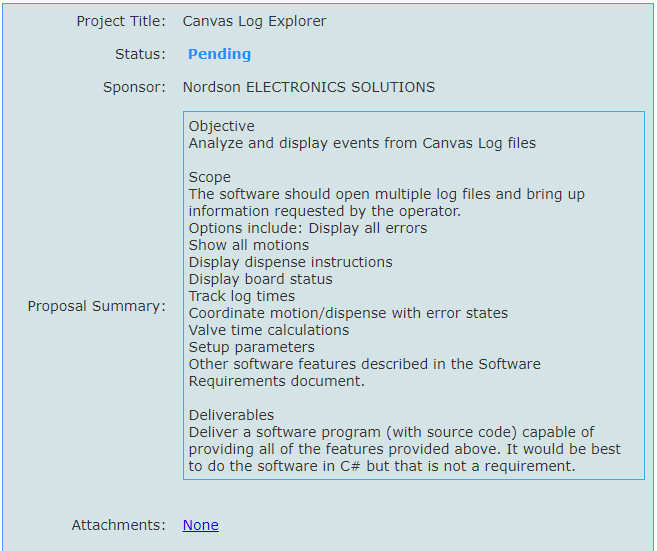 Project Title: Canvas Log Explorer
Status: Pending
Sponsor: Nordson ELECTRONICS SOLUTIONS
Proposal Summary:
Objective
Analyze and display events from Canvas Log files
Scope
The software should open multiple log files and bring up
information requested by the operator.
Options include: Display all errors
Show all motions
Display dispense instructions
Display board status
Track log times
Coordinate motion/dispense with error states
Valve time calculations
Setup parameters
Other software features described in the Software
Requirements document.
Deliverables
Deliver a software program (with source code) capable of
providing all of the features provided above. It would be best
to do the software in C# but that is not a requirement.
Attachments: None